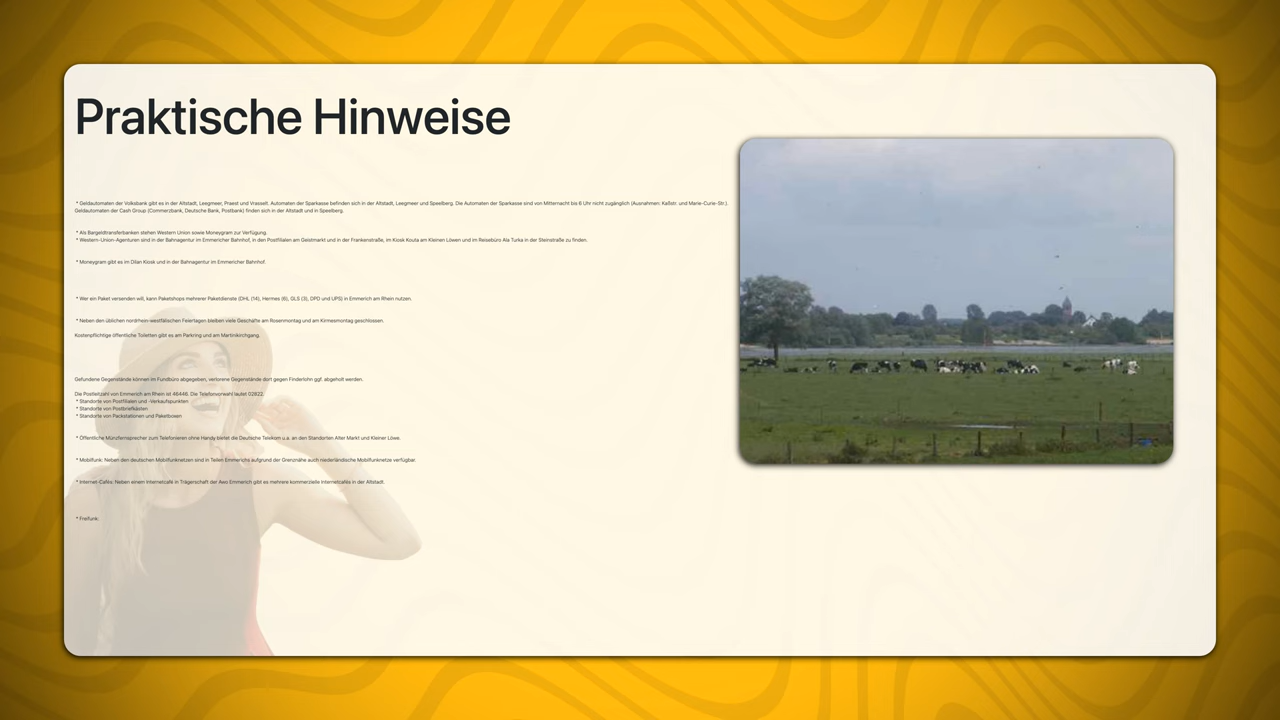 Praktische Hinweise
* Geldautomaten der Volksbank gibt es in der Altstadt, Leegmeer, Praest und Vrasselt. Automaten der Sparkasse befinden sich in der Altstadt, Leegmeer und Speelberg. Die Automaten der Sparkasse sind von Mitternacht bis 6 Uhr nicht zugänglich (Ausnahmen: Kaßstr. und Marie-Curie-Str.)
Geldautomaten der Cash Group (Commerzbank, Deutsche Bank, Postbank) finden sich in der Altstadt und in Speelberg.
* Als Bargeldtransferbanken stehen Western Union sowie Moneygram zur Verfügung.
* Western-Union-Agenturen sind in der Bahnagentur im Emmericher Bahnhof, in den Postfilialen am Geistmarkt und in der Frankenstraße, im Kiosk Kouta am Kleinen Löwen und im Reisebüro Ala Turka in der Steinstraße zu finden.
* Moneygram gibt es im Dilan Kiosk und in der Bahnagentur im Emmericher Bahnhof.
* Wer ein Paket versenden will, kann Paketshops mehrerer Paketdienste (DHL (14), Hermes (6), GLS (3), DPD und UPS) in Emmerich am Rhein nutzen.
* Neben den üblichen nordrhein-westfälischen Feiertagen bleiben viele Geschäfte am Rosenmontag und am Kirmesmontag geschlossen.
Kostenpflichtige öffentliche Toiletten gibt es am Parkring und am Martinikirchgang.
Gefundene Gegenstände können im Fundbüro abgegeben, verlorene Gegenstände dort gegen Finderlohn ggf. abgeholt werden.
Die Postleitzahl von Emmerich am Rhein ist 46446. Die Telefonvorwahl lautet 02822.
* Standorte von Postfilialen und -Verkaufspunkten
* Standorte von Postbriefkästen
* Standorte von Packstationen und Paketboxen
* Öffentliche Münzfernsprecher zum Telefonieren ohne Handy bietet die Deutsche Telekom u.a. an den Standorten Alter Markt und Kleiner Löwe.
* Mobilfunk: Neben den deutschen Mobilfunknetzen sind in Teilen Emmerichs aufgrund der Grenznähe auch niederländische Mobilfunknetze verfügbar.
* Internet-Cafés: Neben einem Internetcafé in Trägerschaft der Awo Emmerich gibt es mehrere kommerzielle Internetcafés in der Altstadt.
* Freifunk: